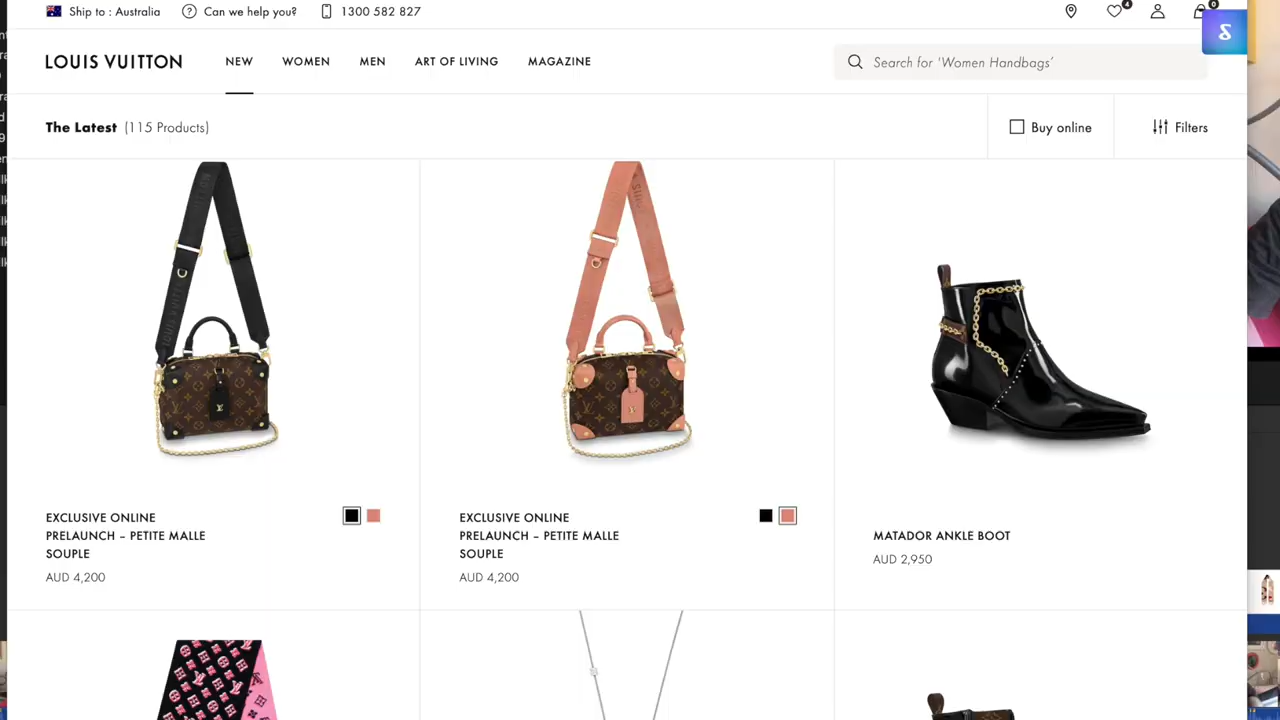 Ship to : Australia
Can we help you?
1300 582 827
4
0
LOUIS VUITTON
NEW
WOMEN
MEN
ART OF LIVING
MAGAZINE
Search for 'Women Handbags'
The Latest (115 Products)
Buy online
Filters
EXCLUSIVE ONLINE
PRELAUNCH – PETITE MALLE
SOUPLE
AUD 4,200
EXCLUSIVE ONLINE
PRELAUNCH – PETITE MALLE
SOUPLE
AUD 4,200
MATADOR ANKLE BOOT
AUD 2,950